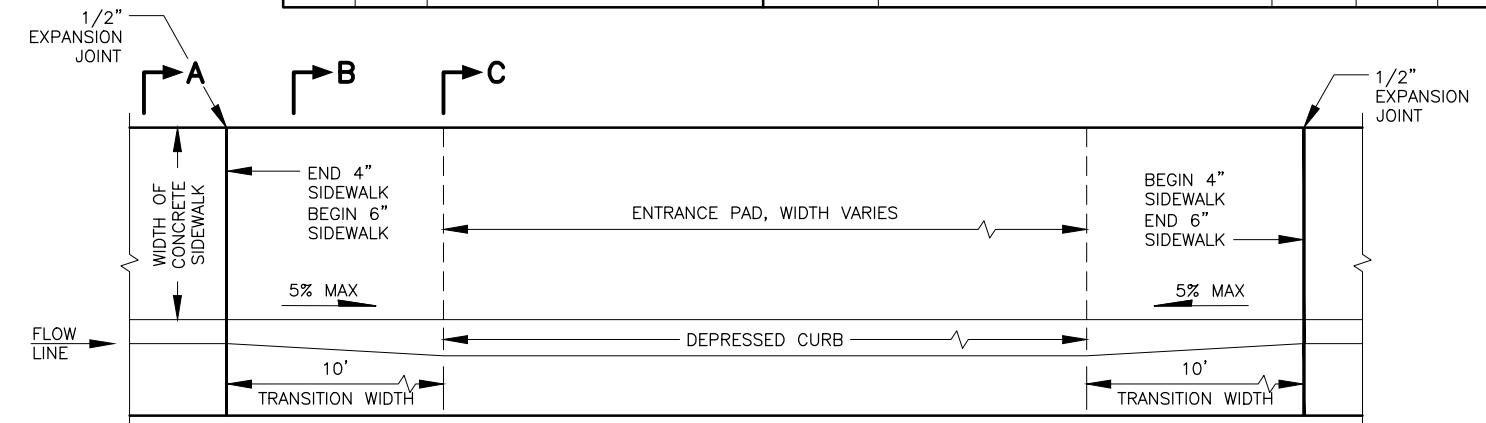 1/2"
EXPANSION
JOINT
A
B
C
1/2"
EXPANSION
JOINT
WIDTH OF
CONCRETE
SIDEWALK
END 4"
SIDEWALK
BEGIN 6"
SIDEWALK
ENTRANCE PAD, WIDTH VARIES
BEGIN 4"
SIDEWALK
END 6"
SIDEWALK
5% MAX
5% MAX
FLOW
LINE
DEPRESSED CURB
10'
TRANSITION WIDTH
10'
TRANSITION WIDTH